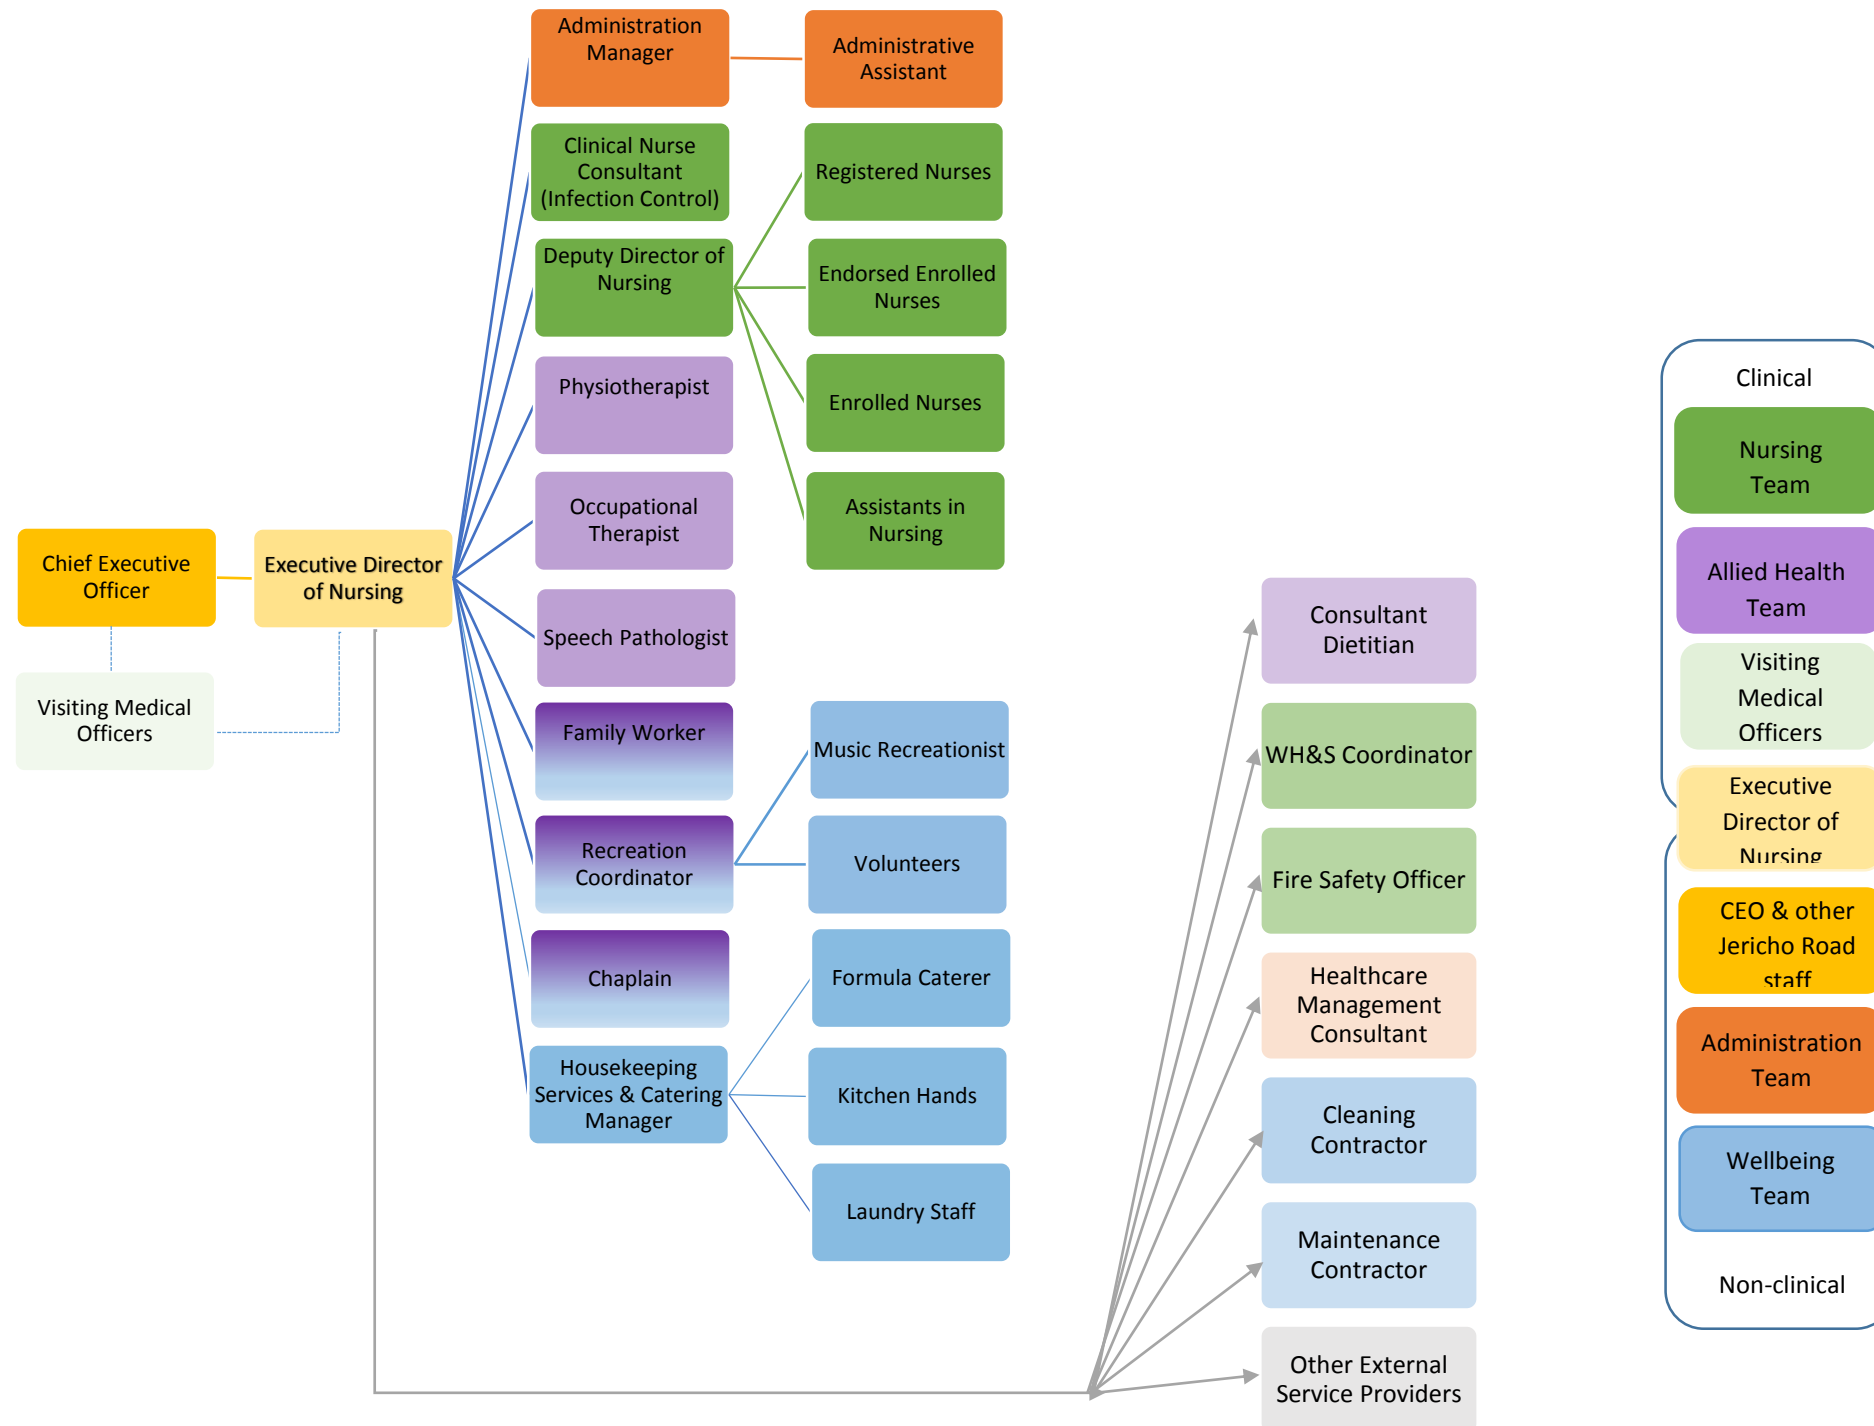 Administration
Manager
Administrative
Assistant
Clinical Nurse
Consultant
(Infection Control)
Registered Nurses
Deputy Director of
Nursing
Endorsed Enrolled
Nurses
Physiotherapist
Enrolled Nurses
Occupational
Therapist
Assistants in
Nursing
Chief Executive
Officer
Executive Director
of Nursing
Speech Pathologist
Visiting Medical
Officers
Family Worker
Music Recreationist
Recreation
Coordinator
Volunteers
Chaplain
Formula Caterer
Housekeeping
Services & Catering
Manager
Kitchen Hands
Laundry Staff
Consultant
Dietitian
WH&S Coordinator
Fire Safety Officer
Healthcare
Management
Consultant
Cleaning
Contractor
Maintenance
Contractor
Other External
Service Providers
Clinical
Nursing
Team
Allied Health
Team
Visiting
Medical
Officers
Executive
Director of
Nursing
CEO & other
Jericho Road
staff
Administration
Team
Wellbeing
Team
Non-clinical